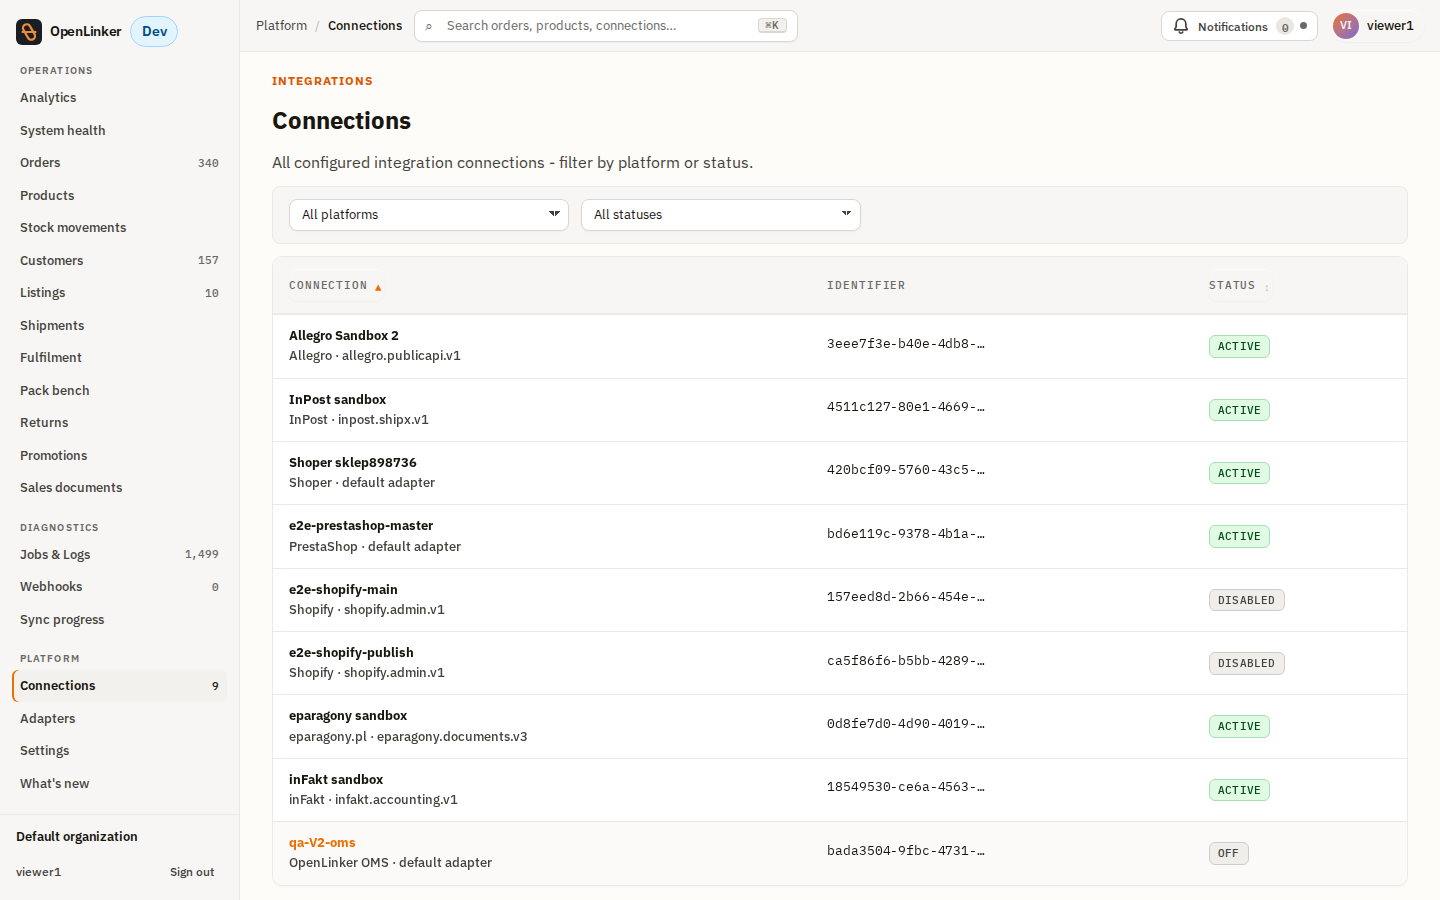 OpenLinker Dev
OPERATIONS
Analytics
System health
Orders 340
Products
Stock movements
Customers 157
Listings 10
Shipments
Fulfilment
Pack bench
Returns
Promotions
Sales documents
DIAGNOSTICS
Jobs & Logs 1,499
Webhooks 0
Sync progress
PLATFORM
Connections 9
Adapters
Settings
What's new
Default organization
viewer1 Sign out
Platform / Connections
Search orders, products, connections... ⌘K
Notifications 0
VI viewer1
INTEGRATIONS
Connections
All configured integration connections - filter by platform or status.
All platforms
All statuses
CONNECTION ▲ IDENTIFIER STATUS
Allegro Sandbox 2
Allegro · allegro.publicapi.v1
3eee7f3e-b40e-4db8-…
ACTIVE
InPost sandbox
InPost · inpost.shipx.v1
4511c127-80e1-4669-…
ACTIVE
Shoper sklep898736
Shoper · default adapter
420bcf09-5760-43c5-…
ACTIVE
e2e-prestashop-master
PrestaShop · default adapter
bd6e119c-9378-4b1a-…
ACTIVE
e2e-shopify-main
Shopify · shopify.admin.v1
157eed8d-2b66-454e-…
DISABLED
e2e-shopify-publish
Shopify · shopify.admin.v1
ca5f86f6-b5bb-4289-…
DISABLED
eparagony sandbox
eparagony.pl · eparagony.documents.v3
0d8fe7d0-4d90-4019-…
ACTIVE
inFakt sandbox
inFakt · infakt.accounting.v1
18549530-ce6a-4563-…
ACTIVE
qa-V2-oms
OpenLinker OMS · default adapter
bada3504-9fbc-4731-…
OFF